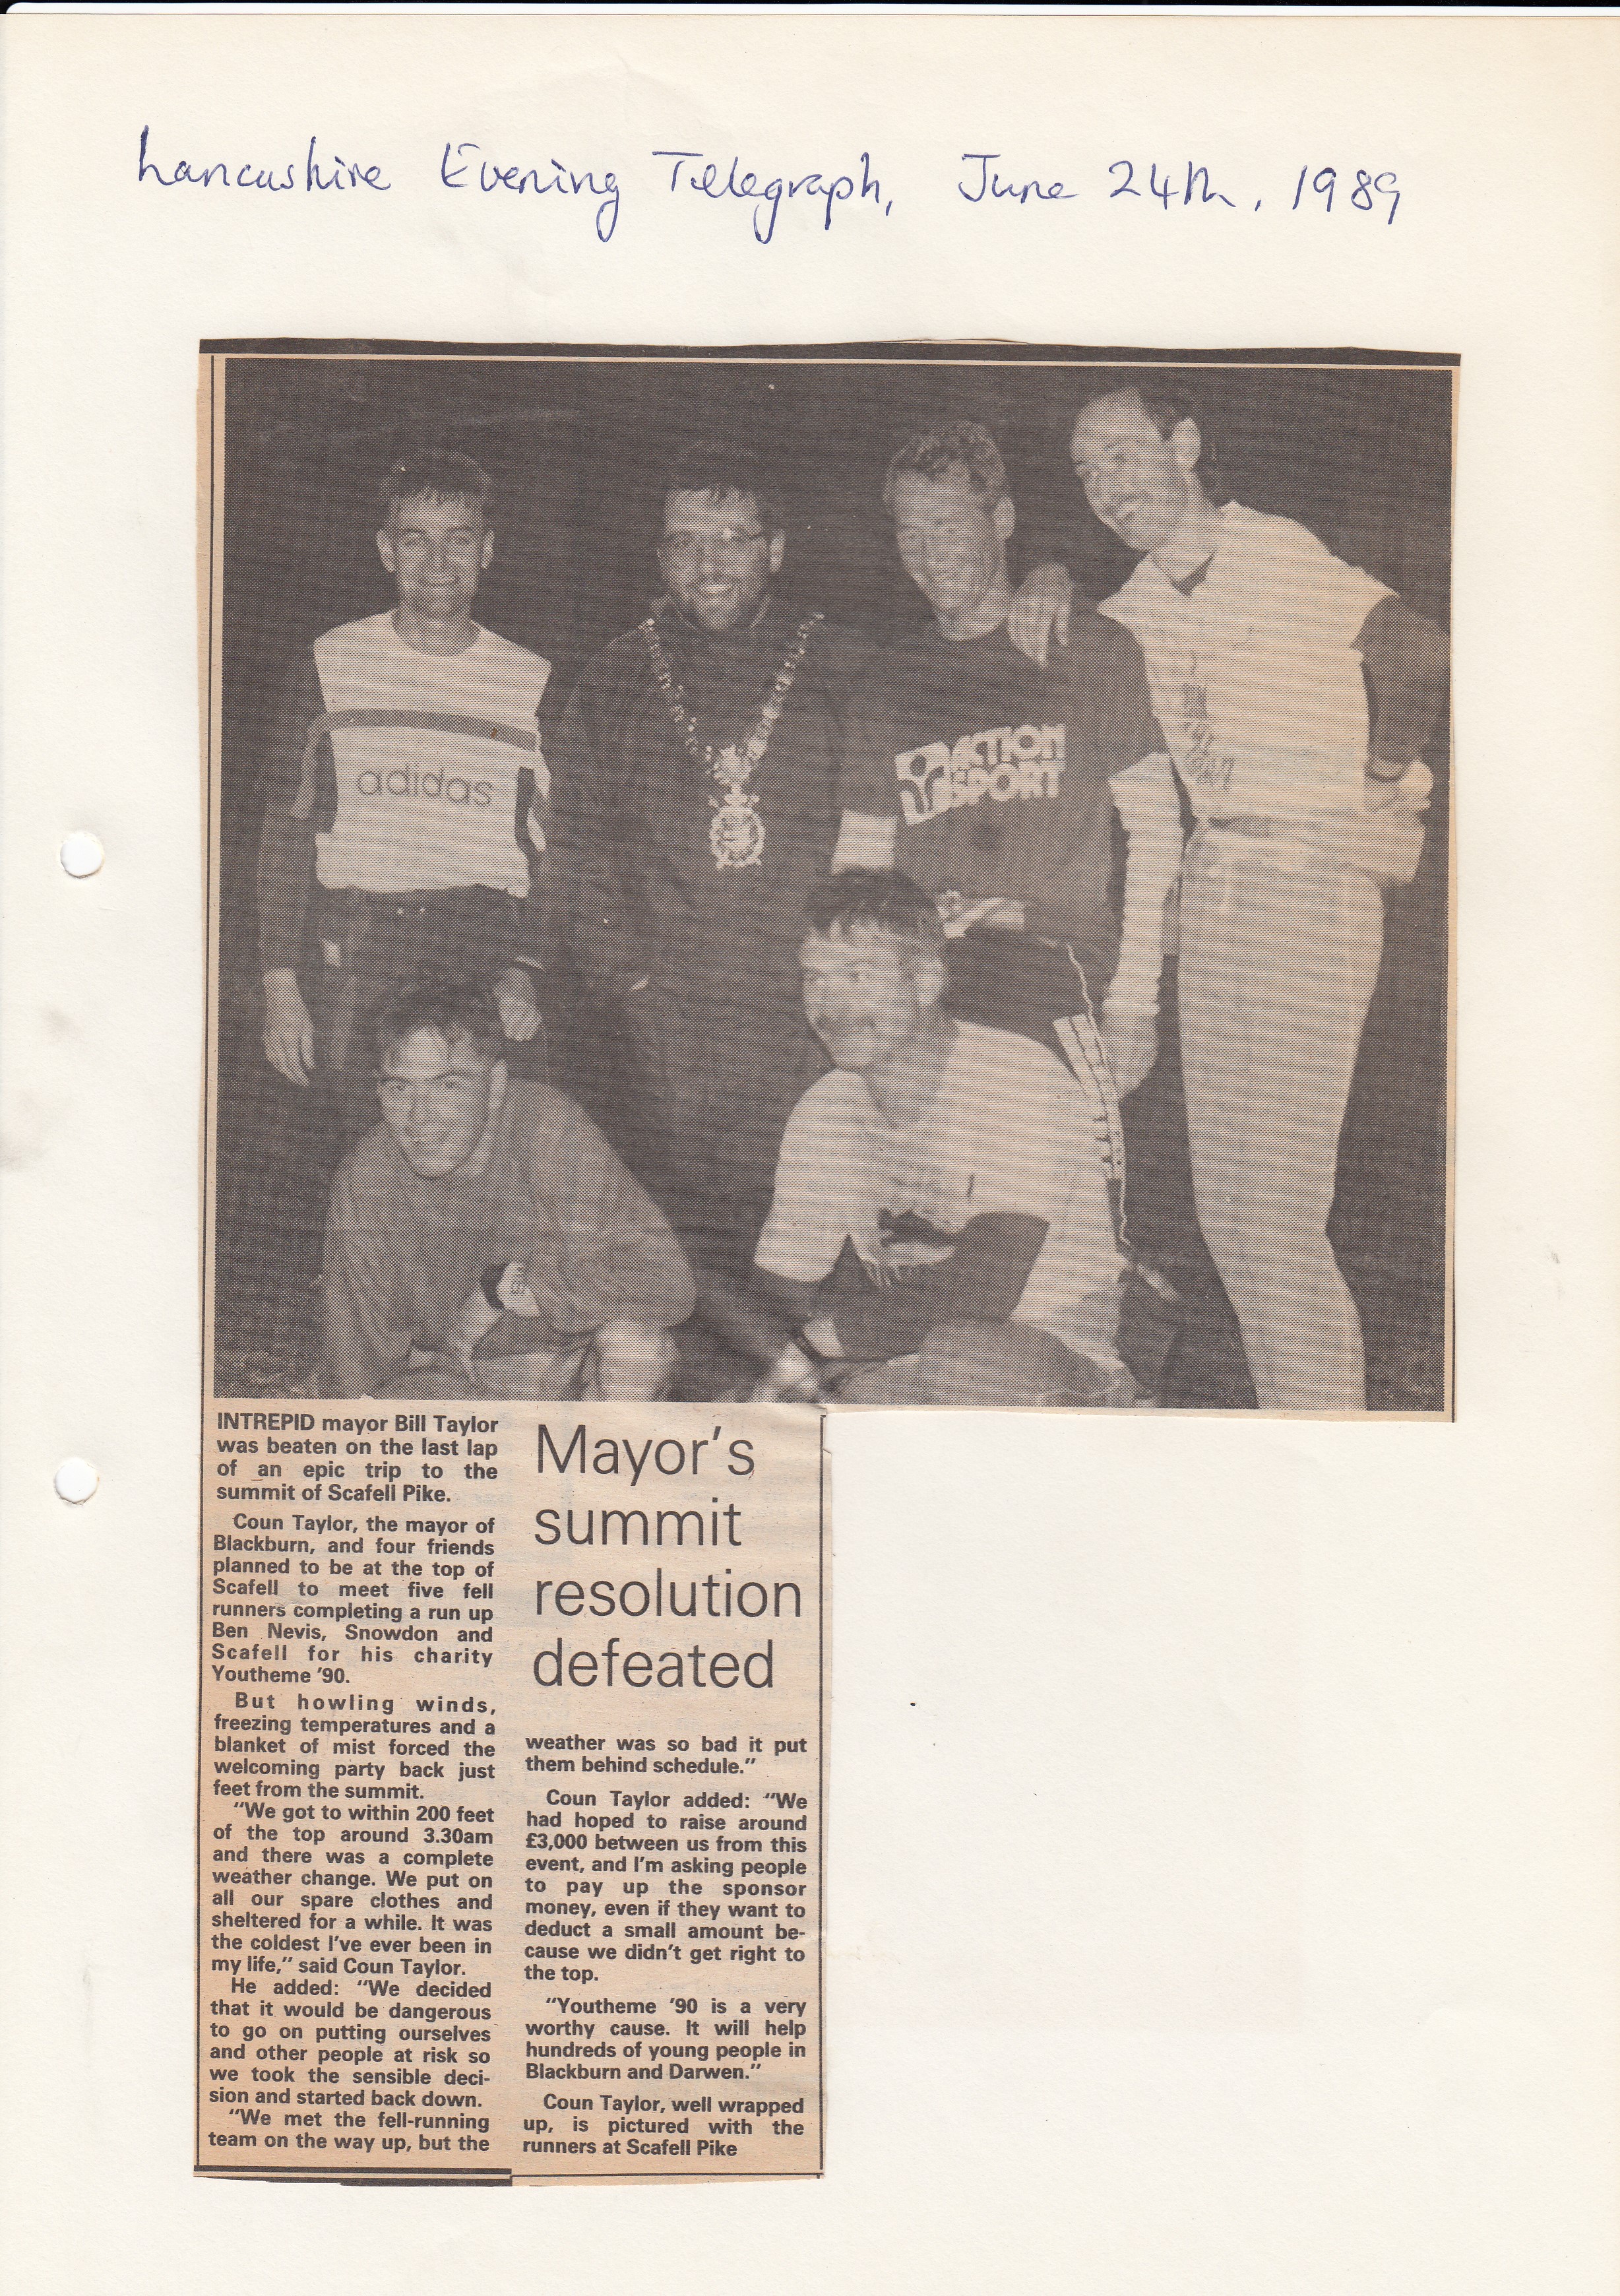 Lancashire Evening Telegraph, June 24th, 1989
adidas
ACTION
SPORT
INTREPID mayor Bill Taylor
was beaten on the last lap
of an epic trip to the
summit of Scafell Pike.
Coun Taylor, the mayor of
Blackburn, and four friends
planned to be at the top of
Scafell to meet five fell
runners completing a run up
Ben Nevis, Snowdon and
Scafell for his charity
Youtheme '90.
But howling winds,
freezing temperatures and a
blanket of mist forced the
welcoming party back just
feet from the summit.
"We got to within 200 feet
of the top around 3.30am
and there was a complete
weather change. We put on
all our spare clothes and
sheltered for a while. It was
the coldest I've ever been in
my life," said Coun Taylor.
He added: "We decided
that it would be dangerous
to go on putting ourselves
and other people at risk so
we took the sensible deci-
sion and started back down.
"We met the fell-running
team on the way up, but the
Mayor's
summit
resolution
defeated
weather was so bad it put
them behind schedule."
Coun Taylor added: "We
had hoped to raise around
£3,000 between us from this
event, and I'm asking people
to pay up the sponsor
money, even if they want to
deduct a small amount be-
cause we didn't get right to
the top.
"Youtheme '90 is a very
worthy cause. It will help
hundreds of young people in
Blackburn and Darwen."
Coun Taylor, well wrapped
up, is pictured with the
runners at Scafell Pike